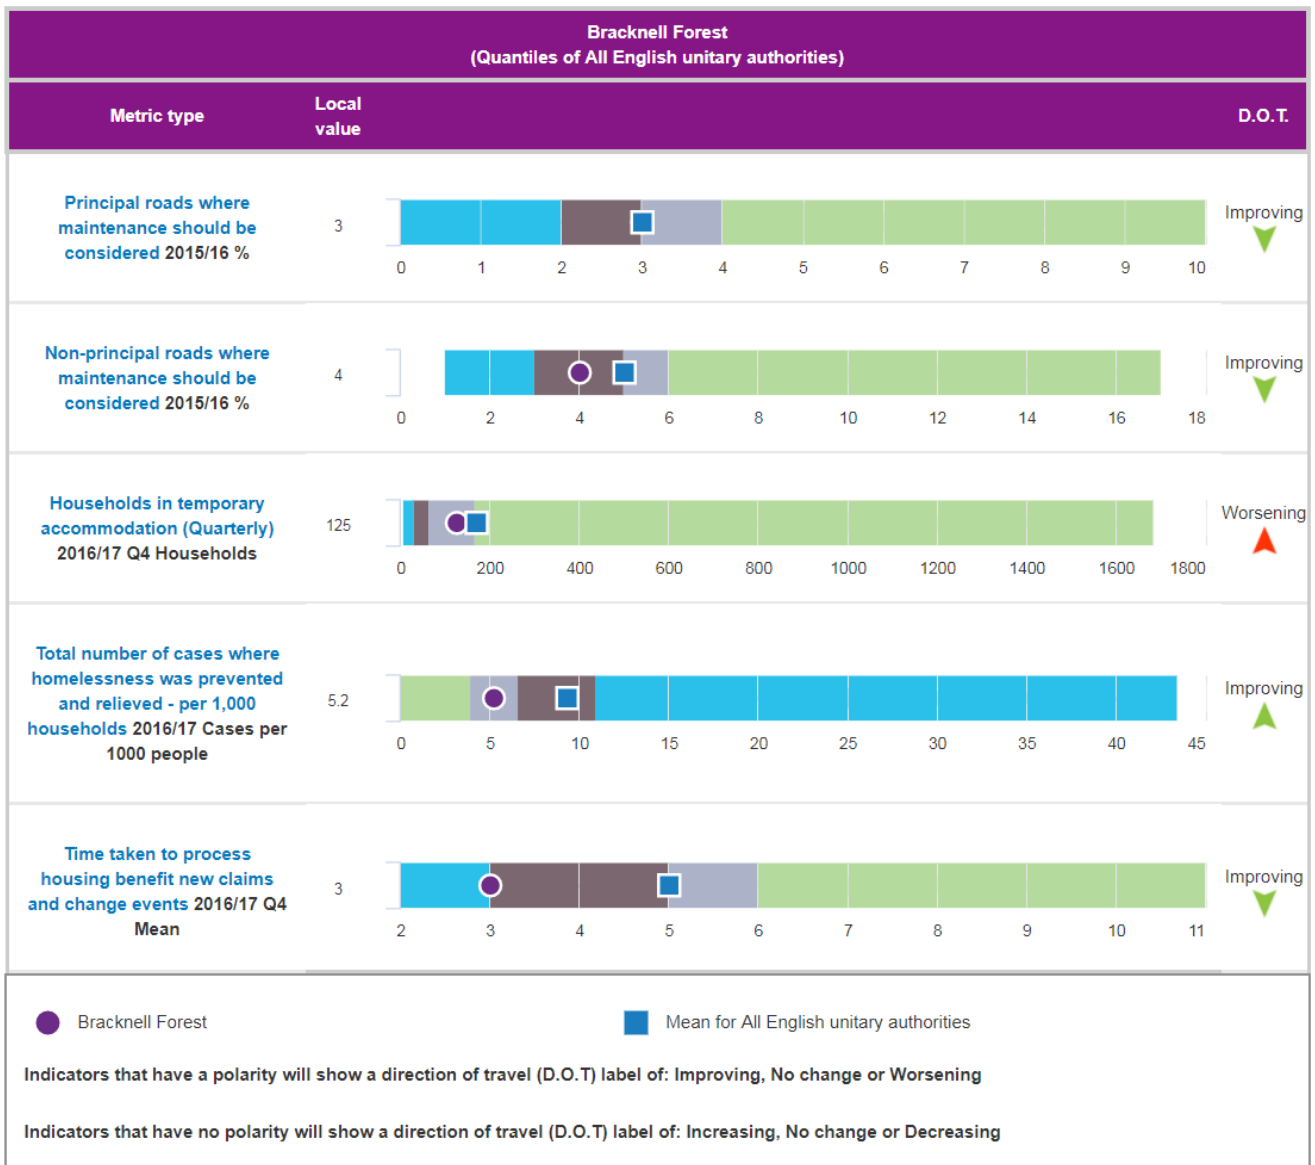 Bracknell Forest
(Quantiles of All English unitary authorities)
Metric type
Local
value
D.O.T.
Principal roads where
maintenance should be
considered 2015/16 %
3
0 1 2 3 4 5 6 7 8 9 10
Improving
Non-principal roads where
maintenance should be
considered 2015/16 %
4
0 2 4 6 8 10 12 14 16 18
Improving
Households in temporary
accommodation (Quarterly)
2016/17 Q4 Households
125
0 200 400 600 800 1000 1200 1400 1600 1800
Worsening
Total number of cases where
homelessness was prevented
and relieved - per 1,000
households 2016/17 Cases per
1000 people
5.2
0 5 10 15 20 25 30 35 40 45
Improving
Time taken to process
housing benefit new claims
and change events 2016/17 Q4
Mean
3
2 3 4 5 6 7 8 9 10 11
Improving
Bracknell Forest
Mean for All English unitary authorities
Indicators that have a polarity will show a direction of travel (D.O.T) label of: Improving, No change or Worsening
Indicators that have no polarity will show a direction of travel (D.O.T) label of: Increasing, No change or Decreasing